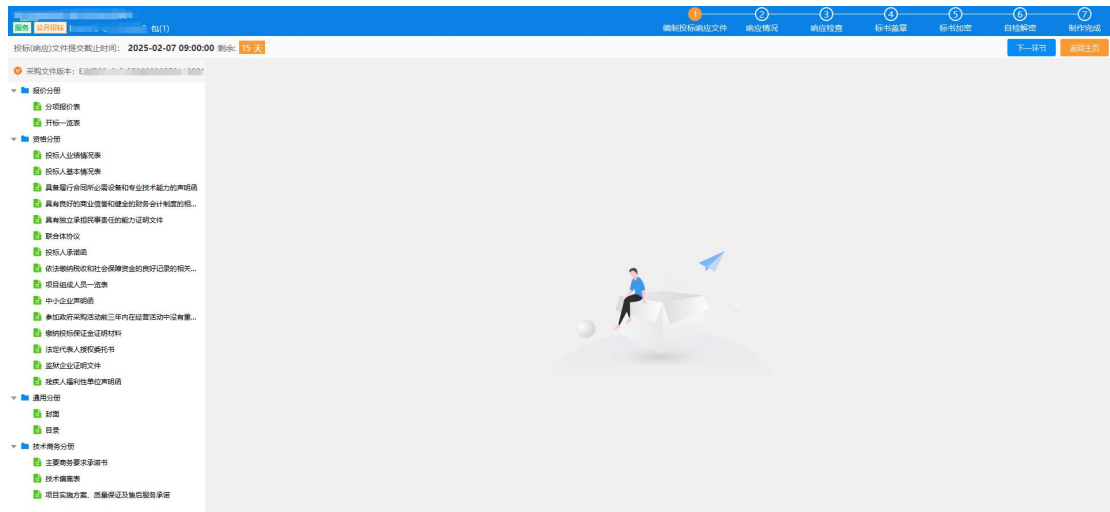 服务 公开招标 包(1)
1 2 3 4 5 6 7
编制投标响应文件 响应情况 响应检查 标书盖章 标书加密 自检解密 制作完成
投标(响应)文件提交截止时间: 2025-02-07 09:00:00 剩余: 15 天 下一环节 返回主页
采购文件版本:
报价分册
分项报价表
开标一览表
资格分册
投标人业绩情况表
投标人基本情况表
具备履行合同所必需设备和专业技术能力的声明函
具有良好的商业信誉和健全的财务会计制度的相...
具有独立承担民事责任的能力证明文件
联合体协议
投标人承诺函
依法缴纳税收和社会保障资金的良好记录的相关...
项目组成人员一览表
中小企业声明函
参加政府采购活动前三年内在经营活动中没有重...
缴纳投标保证金证明材料
法定代表人授权委托书
监狱企业证明文件
残疾人福利性单位声明函
通用分册
封面
目录
技术商务分册
主要商务要求承诺书
技术偏离表
项目实施方案、质量保证及售后服务承诺